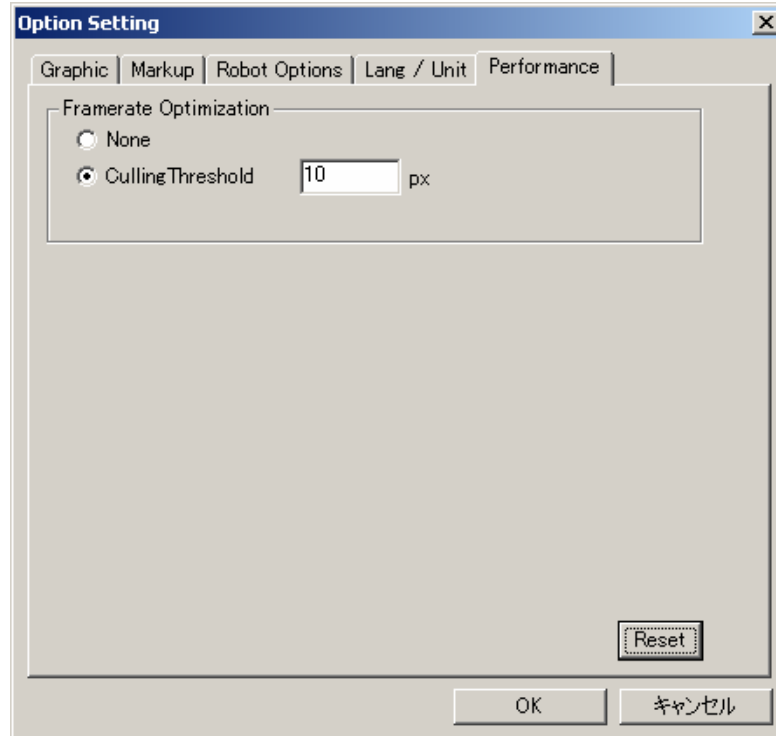 Option Setting
Graphic Markup Robot Options Lang / Unit Performance
Framerate Optimization
None
CullingThreshold 10 px
Reset
OK キャンセル